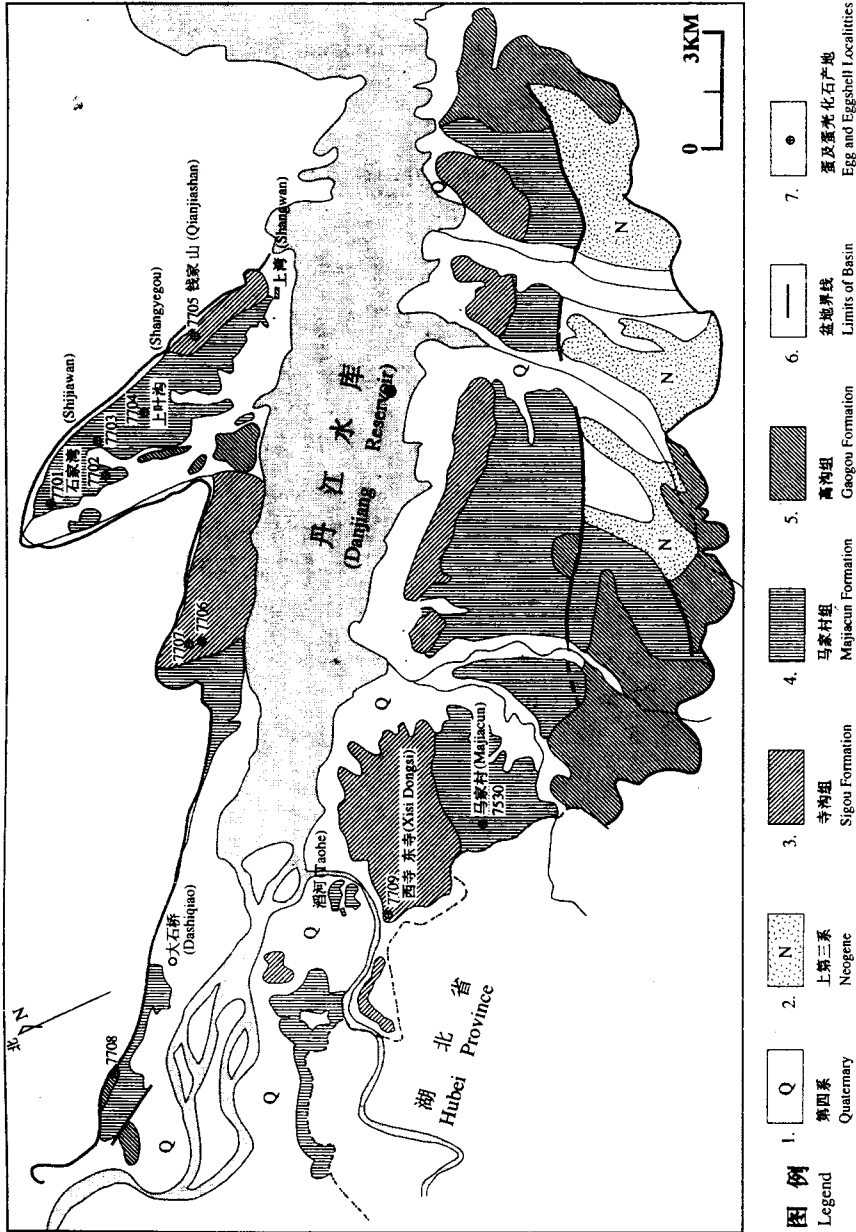 北 N
7708
大石桥
(Dashiqiao)
Q
Q
Q
湖北省
Hubei Province
滔河 (Taohe)
7709
西寺 东寺(Xisi Dongsi)
马家村(Majiacun)
7530
Q
7707
7706
7701
石家湾
(Shijiawan)
7702
7703
7704
上叶沟
(Shangyegou)
7705 钱家山 (Qianjiashan)
上湾 (Shangwan)
丹江水库
(Danjiang Reservoir)
Q
Q
N
N
N
0 3KM
图例
Legend
1. Q
第四系
Quaternary
2. N
上第三系
Neogene
3.
寺沟组
Sigou Formation
4.
马家村组
Majiacun Formation
5.
高沟组
Gaogou Formation
6.
盆地界线
Limits of Basin
7.
蛋及蛋壳化石产地
Egg and Eggshell Localitties